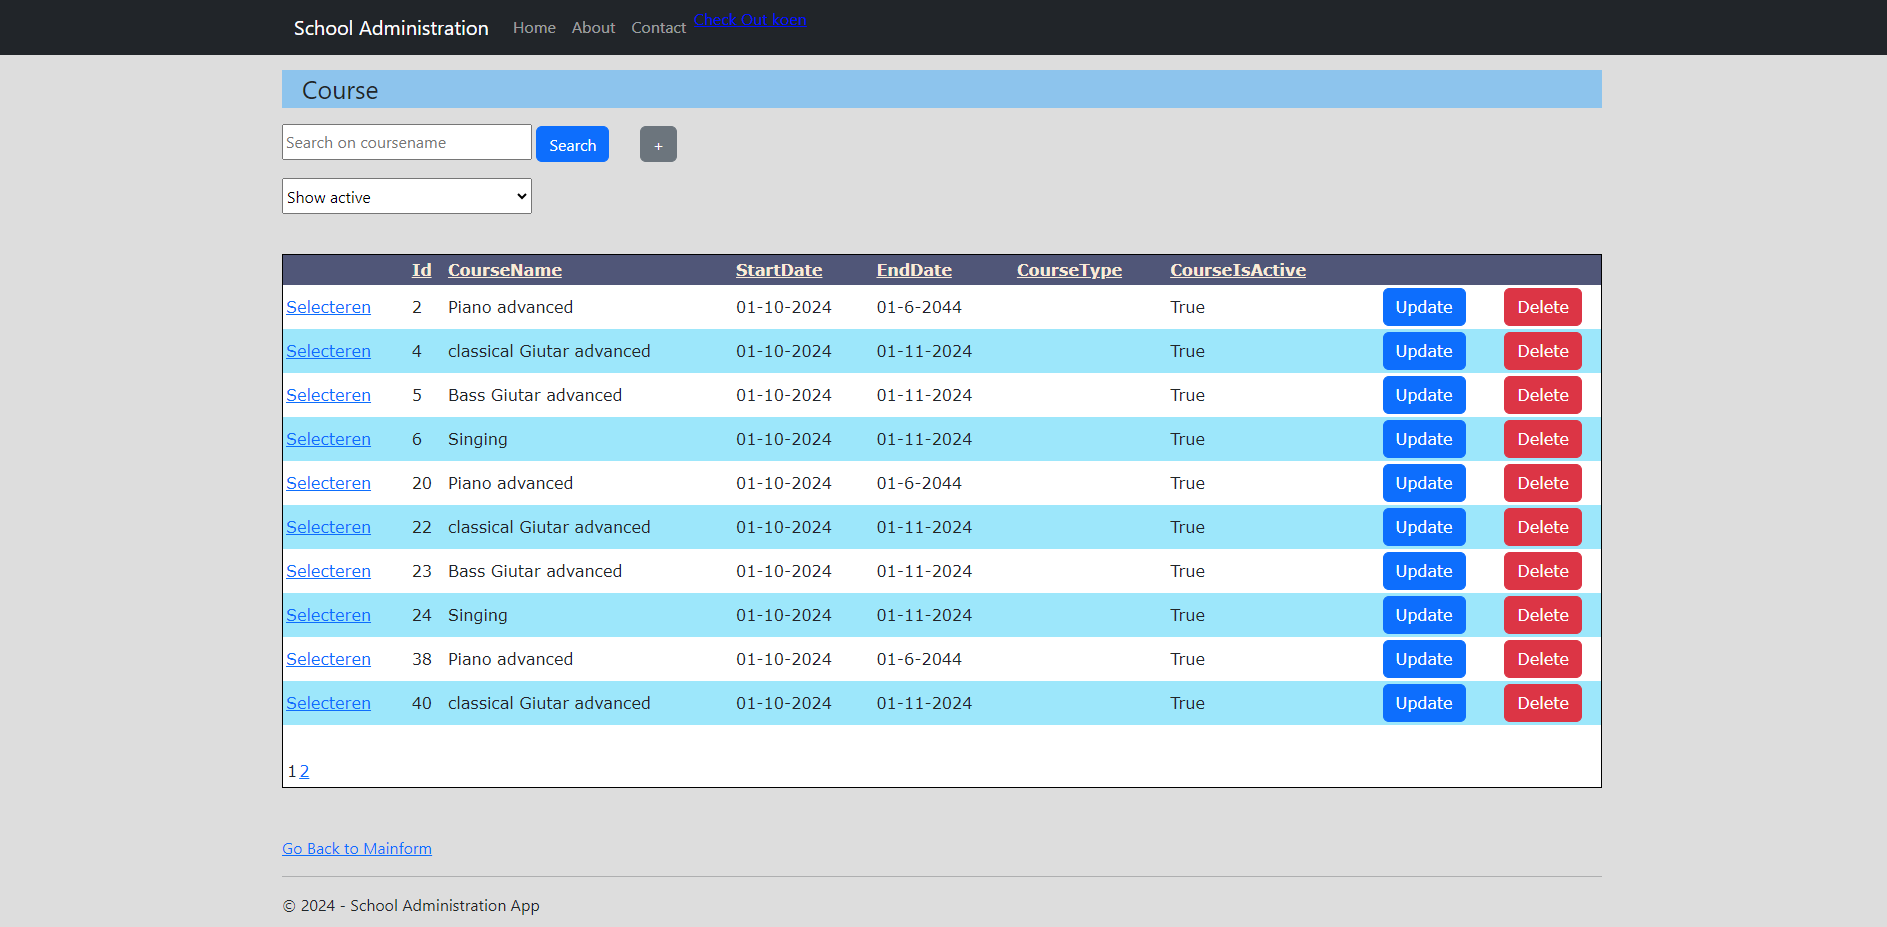 School Administration Home About Contact Check Out koen
Course
Search on coursename Search +
Show active
Id CourseName StartDate EndDate CourseType CourseIsActive
Selecteren 2 Piano advanced 01-10-2024 01-6-2044 True Update Delete
Selecteren 4 classical Giutar advanced 01-10-2024 01-11-2024 True Update Delete
Selecteren 5 Bass Giutar advanced 01-10-2024 01-11-2024 True Update Delete
Selecteren 6 Singing 01-10-2024 01-11-2024 True Update Delete
Selecteren 20 Piano advanced 01-10-2024 01-6-2044 True Update Delete
Selecteren 22 classical Giutar advanced 01-10-2024 01-11-2024 True Update Delete
Selecteren 23 Bass Giutar advanced 01-10-2024 01-11-2024 True Update Delete
Selecteren 24 Singing 01-10-2024 01-11-2024 True Update Delete
Selecteren 38 Piano advanced 01-10-2024 01-6-2044 True Update Delete
Selecteren 40 classical Giutar advanced 01-10-2024 01-11-2024 True Update Delete
1 2
Go Back to Mainform
© 2024 - School Administration App